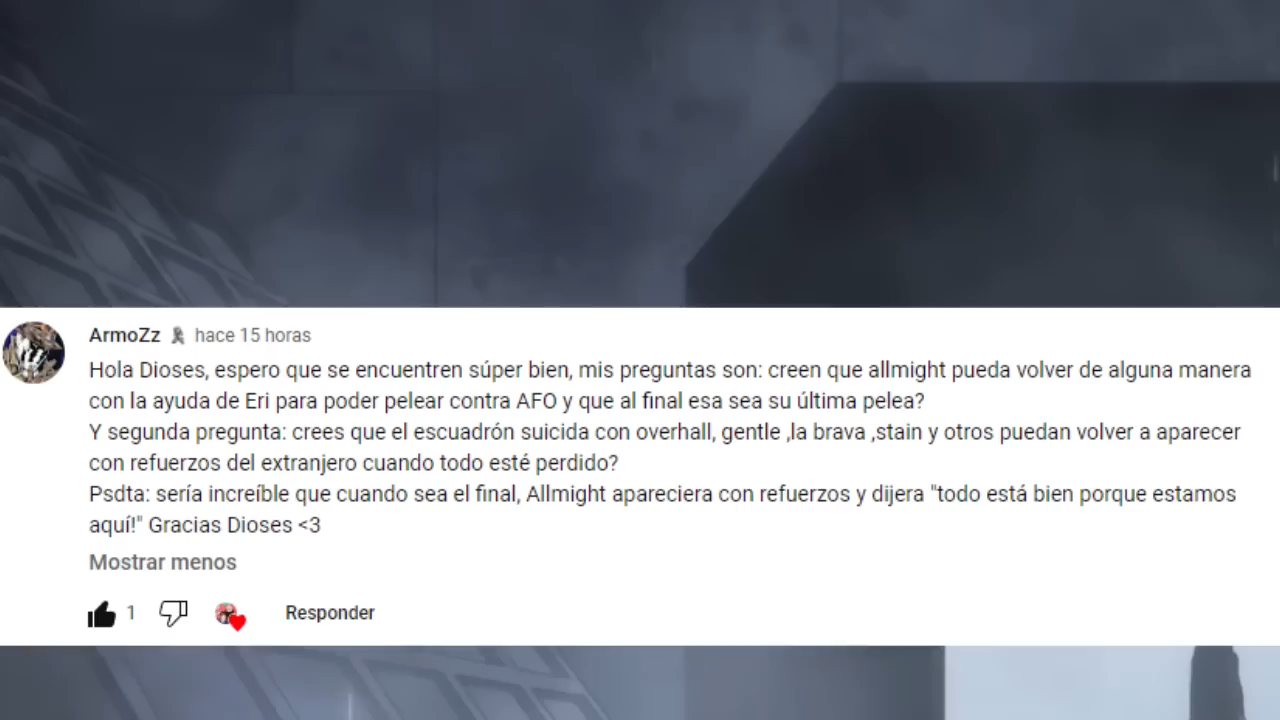 ArmoZz hace 15 horas
Hola Dioses, espero que se encuentren súper bien, mis preguntas son: creen que allmight pueda volver de alguna manera
con la ayuda de Eri para poder pelear contra AFO y que al final esa sea su última pelea?
Y segunda pregunta: crees que el escuadrón suicida con overhall, gentle ,la brava ,stain y otros puedan volver a aparecer
con refuerzos del extranjero cuando todo esté perdido?
Psdta: sería increíble que cuando sea el final, Allmight apareciera con refuerzos y dijera "todo está bien porque estamos
aquí!" Gracias Dioses <3
Mostrar menos
1 Responder